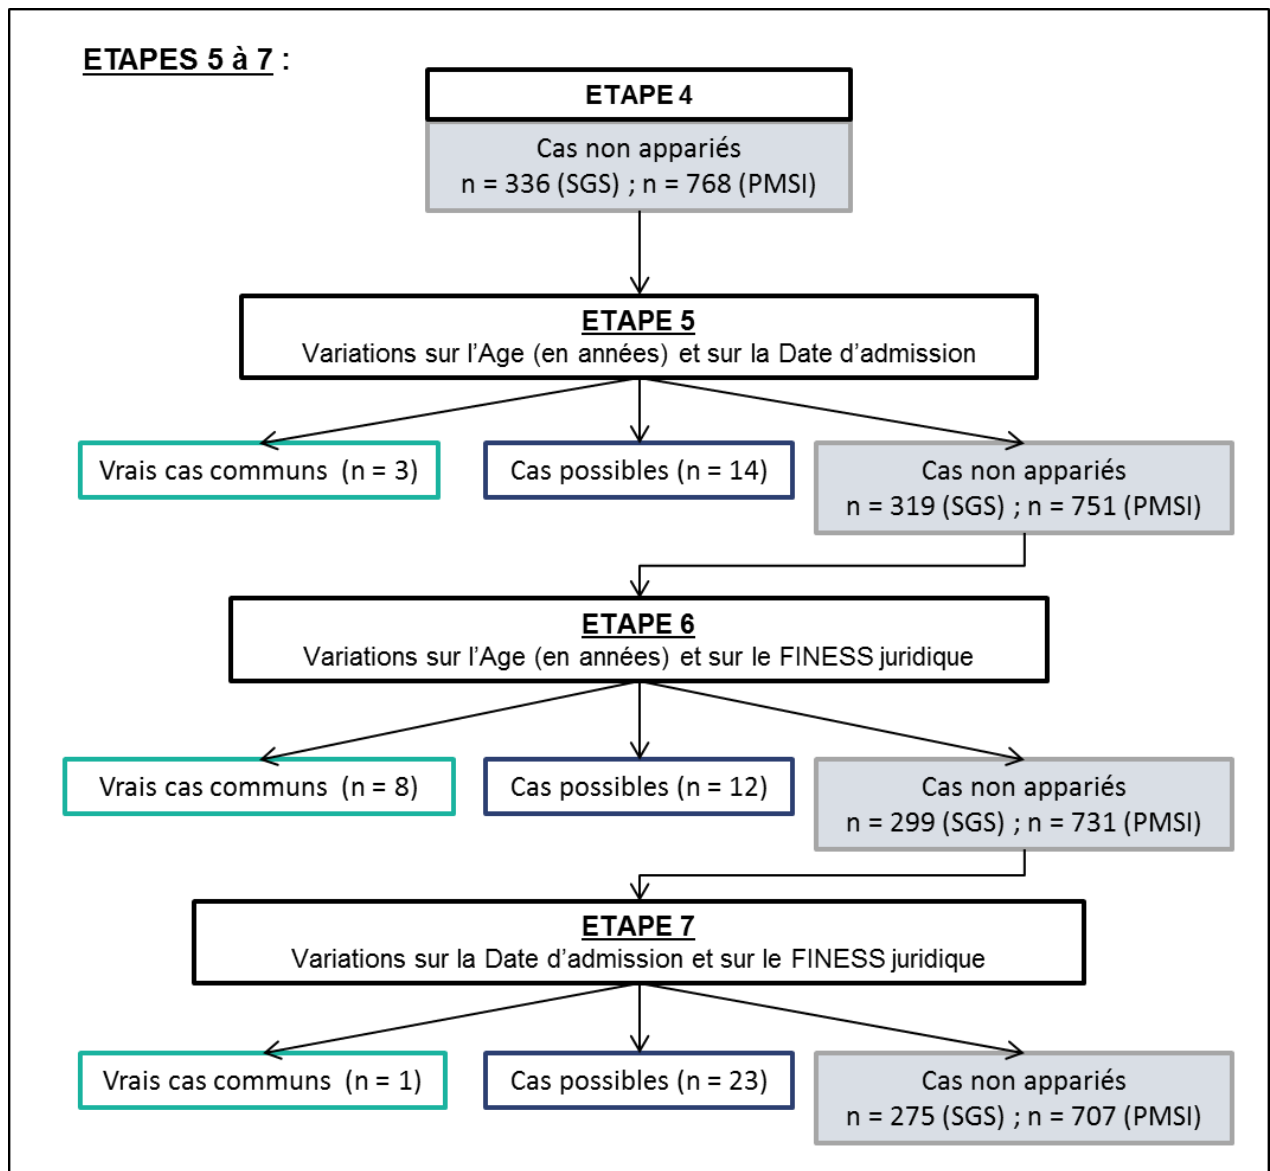 ETAPES 5 à 7 :
ETAPE 4
Cas non appariés
n = 336 (SGS) ; n = 768 (PMSI)
ETAPE 5
Variations sur l'Age (en années) et sur la Date d'admission
Vrais cas communs (n = 3)
Cas possibles (n = 14)
Cas non appariés
n = 319 (SGS) ; n = 751 (PMSI)
ETAPE 6
Variations sur l'Age (en années) et sur le FINESS juridique
Vrais cas communs (n = 8)
Cas possibles (n = 12)
Cas non appariés
n = 299 (SGS) ; n = 731 (PMSI)
ETAPE 7
Variations sur la Date d'admission et sur le FINESS juridique
Vrais cas communs (n = 1)
Cas possibles (n = 23)
Cas non appariés
n = 275 (SGS) ; n = 707 (PMSI)